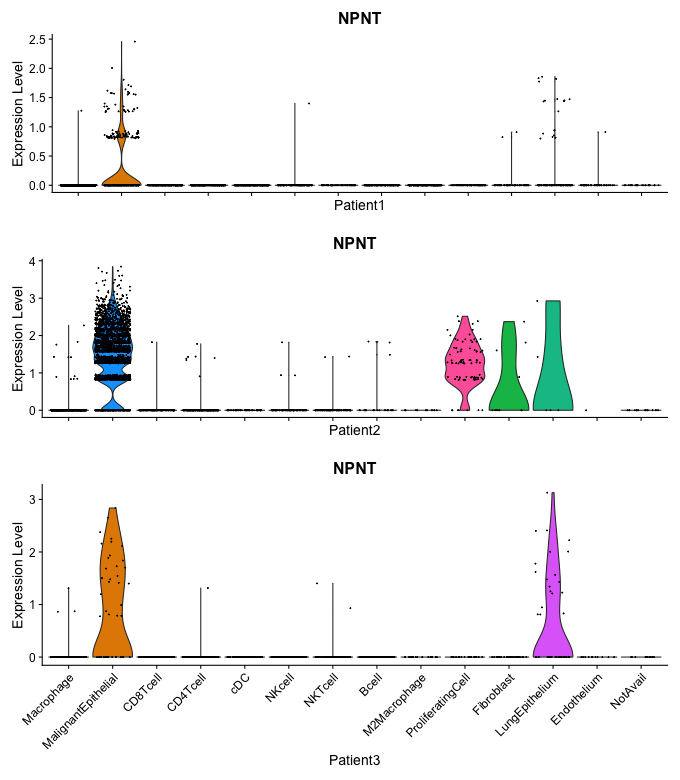 NPNT
Expression Level
2.5
2.0
1.5
1.0
0.5
0.0
Patient1
NPNT
Expression Level
4
3
2
1
0
Patient2
NPNT
Expression Level
3
2
1
0
Macrophage
MalignantEpithelial
CD8Tcell
CD4Tcell
cDC
NKcell
NKTcell
Bcell
M2Macrophage
ProliferatingCell
Fibroblast
LungEpithelium
Endothelium
NotAvail
Patient3